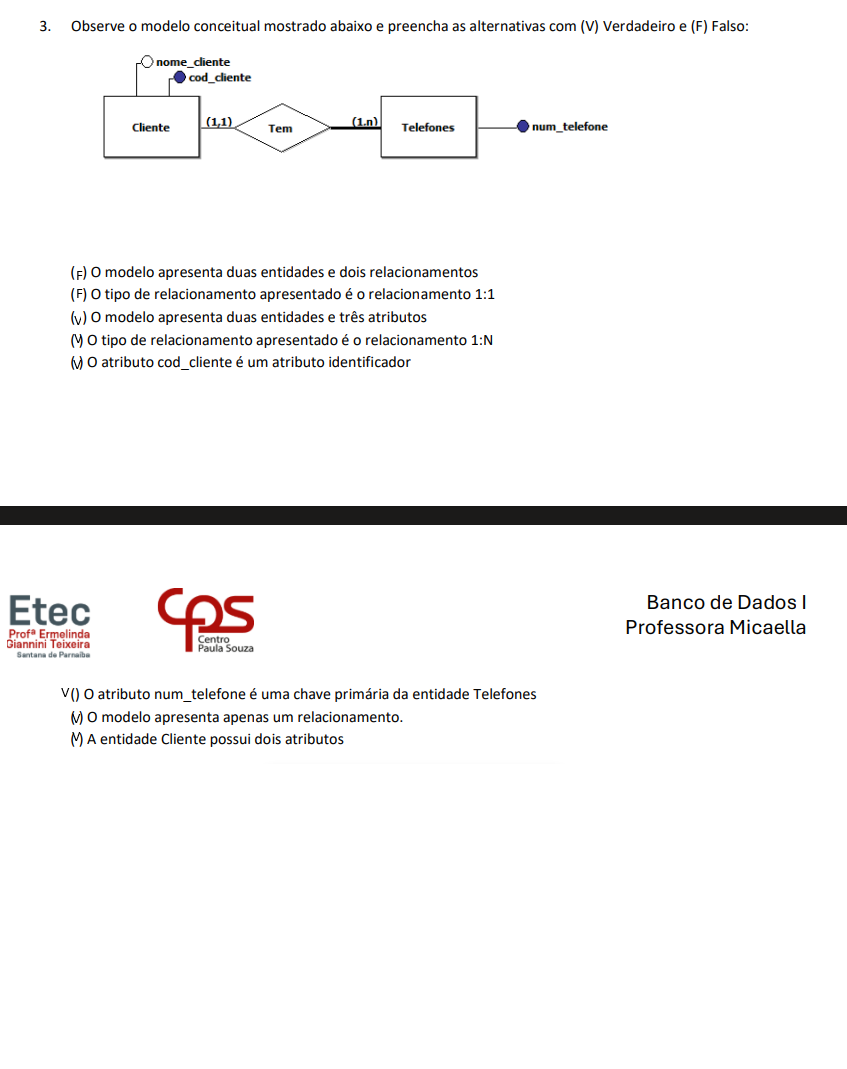 3. Observe o modelo conceitual mostrado abaixo e preencha as alternativas com (V) Verdadeiro e (F) Falso:
nome_cliente
cod_cliente
Cliente (1,1) Tem (1,n) Telefones num_telefone
(F) O modelo apresenta duas entidades e dois relacionamentos
(F) O tipo de relacionamento apresentado é o relacionamento 1:1
(V) O modelo apresenta duas entidades e três atributos
(V) O tipo de relacionamento apresentado é o relacionamento 1:N
(V) O atributo cod_cliente é um atributo identificador
Etec
Profª Ermelinda
Giannini Teixeira
Santana de Parnaíba
CPS
Centro
Paula Souza
Banco de Dados I
Professora Micaella
V() O atributo num_telefone é uma chave primária da entidade Telefones
(V) O modelo apresenta apenas um relacionamento.
(V) A entidade Cliente possui dois atributos